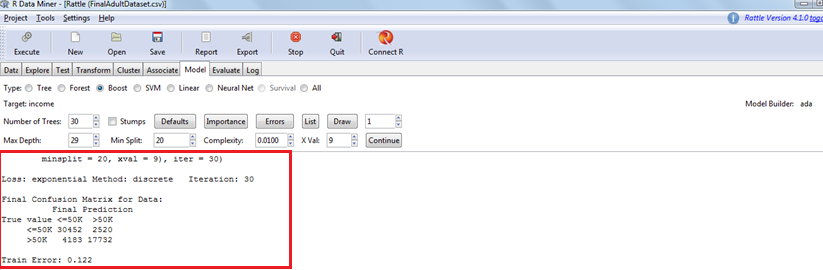 R Data Miner - [Rattle (FinalAdultDataset.csv)]
Project Tools Settings Help
Rattle Version 4.1.0 toga
Execute New Open Save Report Export Stop Quit Connect R
Data Explore Test Transform Cluster Associate Model Evaluate Log
Type: Tree Forest Boost SVM Linear Neural Net Survival All
Target: income Model Builder: ada
Number of Trees: 30 Stumps Defaults Importance Errors List Draw 1
Max Depth: 29 Min Split: 20 Complexity: 0.0100 X Val: 9 Continue
minsplit = 20, xval = 9), iter = 30)
Loss: exponential Method: discrete Iteration: 30
Final Confusion Matrix for Data:
Final Prediction
True value <=50K >50K
<=50K 30452 2520
>50K 4183 17732
Train Error: 0.122